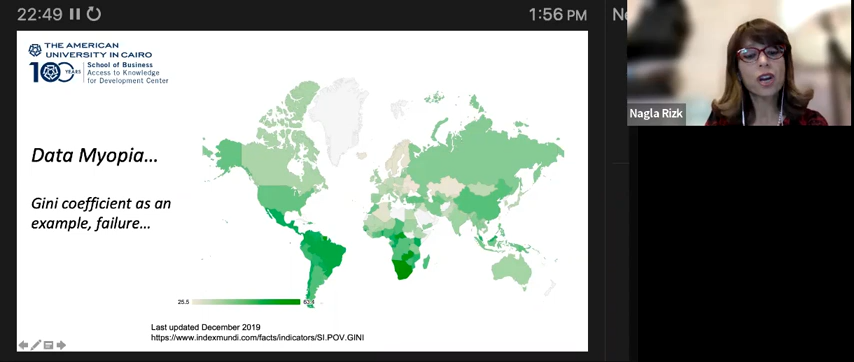 22:49
1:56 PM
Ne
THE AMERICAN
UNIVERSITY IN CAIRO
100 YEARS
School of Business
Access to Knowledge
for Development Center
Data Myopia...
Gini coefficient as an
example, failure...
25.5
Last updated December 2019
https://www.indexmundi.com/facts/indicators/SI.POV.GINI
Nagla Rizk